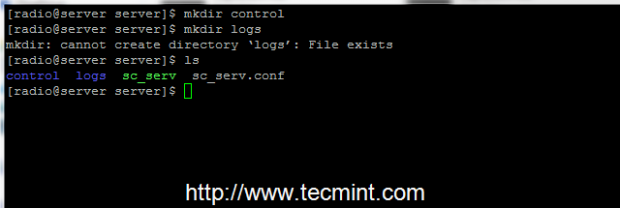 [radio@server server]$ mkdir control
[radio@server server]$ mkdir logs
mkdir: cannot create directory ‘logs’: File exists
[radio@server server]$ ls
control  logs  sc_serv  sc_serv.conf
[radio@server server]$
http://www.tecmint.com